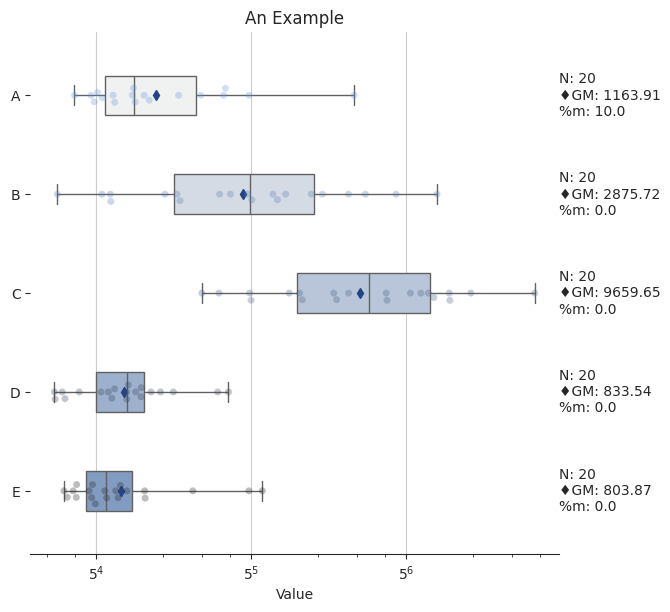 An Example
A
N: 20
♦GM: 1163.91
%m: 10.0
B
N: 20
♦GM: 2875.72
%m: 0.0
C
N: 20
♦GM: 9659.65
%m: 0.0
D
N: 20
♦GM: 833.54
%m: 0.0
E
N: 20
♦GM: 803.87
%m: 0.0
5⁴ 5⁵ 5⁶
Value